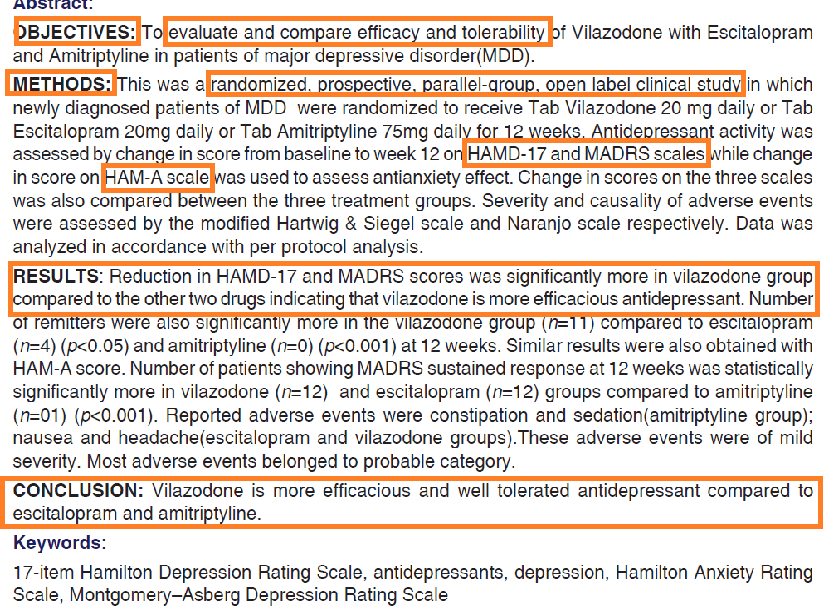 Abstract:
OBJECTIVES: To evaluate and compare efficacy and tolerability of Vilazodone with Escitalopram
and Amitriptyline in patients of major depressive disorder(MDD).
METHODS: This was a randomized, prospective, parallel-group, open label clinical study in which
newly diagnosed patients of MDD were randomized to receive Tab Vilazodone 20 mg daily or Tab
Escitalopram 20mg daily or Tab Amitriptyline 75mg daily for 12 weeks. Antidepressant activity was
assessed by change in score from baseline to week 12 on HAMD-17 and MADRS scales while change
in score on HAM-A scale was used to assess antianxiety effect. Change in scores on the three scales
was also compared between the three treatment groups. Severity and causality of adverse events
were assessed by the modified Hartwig & Siegel scale and Naranjo scale respectively. Data was
analyzed in accordance with per protocol analysis.
RESULTS: Reduction in HAMD-17 and MADRS scores was significantly more in vilazodone group
compared to the other two drugs indicating that vilazodone is more efficacious antidepressant. Number
of remitters were also significantly more in the vilazodone group (n=11) compared to escitalopram
(n=4) (p<0.05) and amitriptyline (n=0) (p<0.001) at 12 weeks. Similar results were also obtained with
HAM-A score. Number of patients showing MADRS sustained response at 12 weeks was statistically
significantly more in vilazodone (n=12) and escitalopram (n=12) groups compared to amitriptyline
(n=01) (p<0.001). Reported adverse events were constipation and sedation(amitriptyline group);
nausea and headache(escitalopram and vilazodone groups).These adverse events were of mild
severity. Most adverse events belonged to probable category.
CONCLUSION: Vilazodone is more efficacious and well tolerated antidepressant compared to
escitalopram and amitriptyline.
Keywords:
17-item Hamilton Depression Rating Scale, antidepressants, depression, Hamilton Anxiety Rating
Scale, Montgomery–Asberg Depression Rating Scale